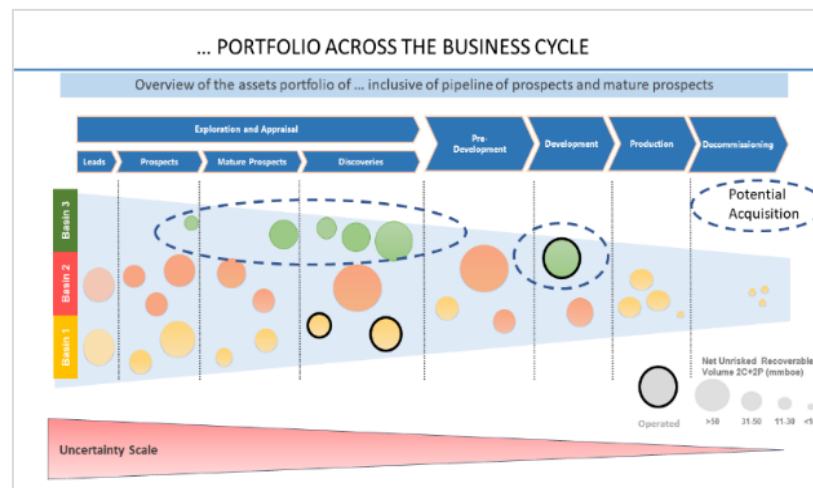 ... PORTFOLIO ACROSS THE BUSINESS CYCLE
Overview of the assets portfolio of ... inclusive of pipeline of prospects and mature prospects
Exploration and Appraisal
Pre-
Development
Development
Production
Decommissioning
Leads
Prospects
Mature Prospects
Discoveries
Potential
Acquisition
Basin 3
Basin 2
Basin 1
Net Unrisked Recoverable
Volume 2C+2P (mmboe)
Operated
>50
31-50
11-30
Uncertainty Scale